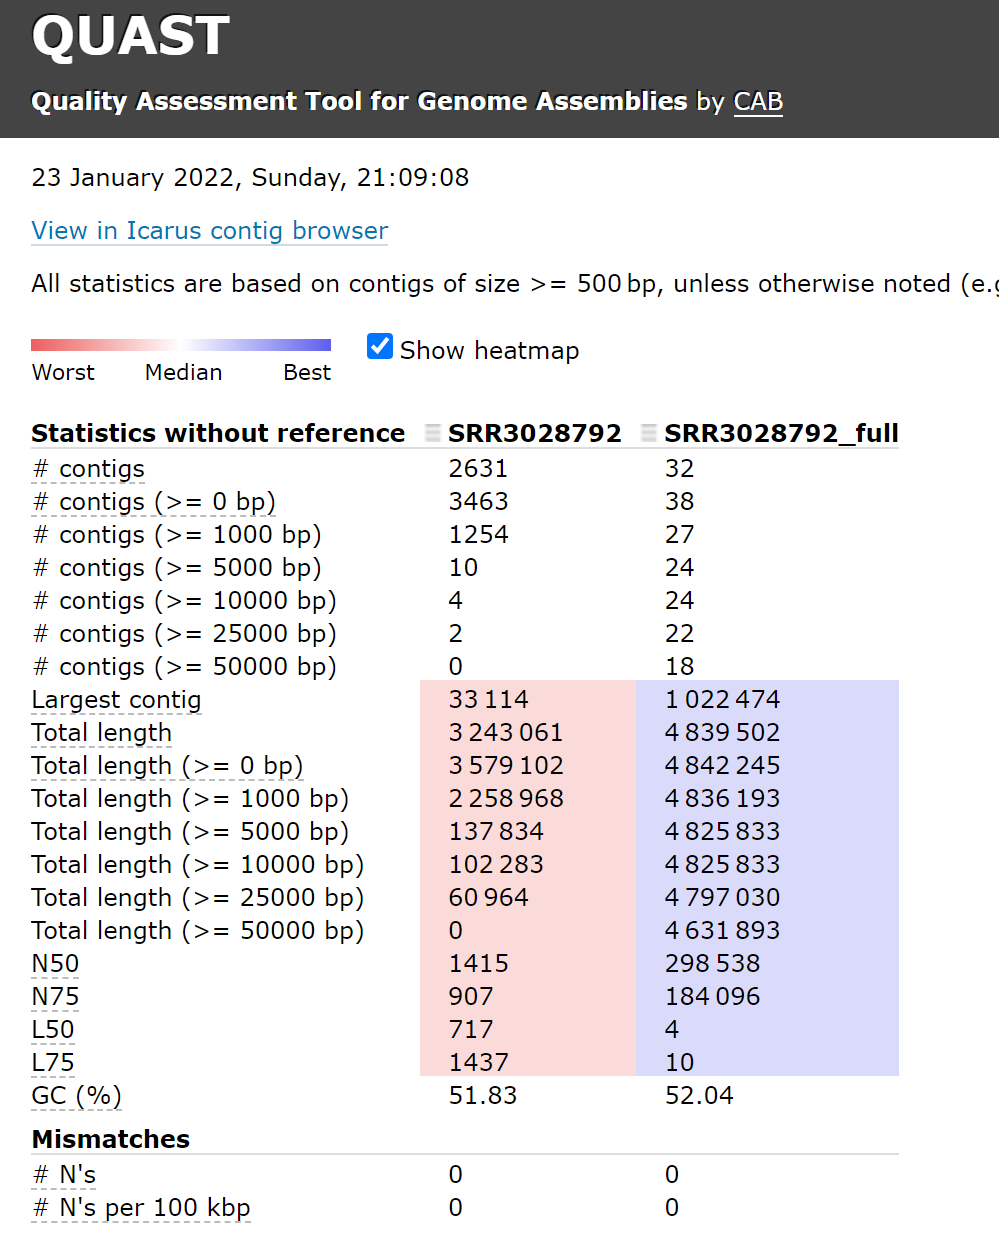 QUAST
Quality Assessment Tool for Genome Assemblies by CAB
23 January 2022, Sunday, 21:09:08
View in Icarus contig browser
All statistics are based on contigs of size >= 500 bp, unless otherwise noted (e.g
Show heatmap
Worst Median Best
Statistics without reference SRR3028792 SRR3028792_full
# contigs 2631 32
# contigs (>= 0 bp) 3463 38
# contigs (>= 1000 bp) 1254 27
# contigs (>= 5000 bp) 10 24
# contigs (>= 10000 bp) 4 24
# contigs (>= 25000 bp) 2 22
# contigs (>= 50000 bp) 0 18
Largest contig 33 114 1 022 474
Total length 3 243 061 4 839 502
Total length (>= 0 bp) 3 579 102 4 842 245
Total length (>= 1000 bp) 2 258 968 4 836 193
Total length (>= 5000 bp) 137 834 4 825 833
Total length (>= 10000 bp) 102 283 4 825 833
Total length (>= 25000 bp) 60 964 4 797 030
Total length (>= 50000 bp) 0 4 631 893
N50 1415 298 538
N75 907 184 096
L50 717 4
L75 1437 10
GC (%) 51.83 52.04
Mismatches
# N's 0 0
# N's per 100 kbp 0 0